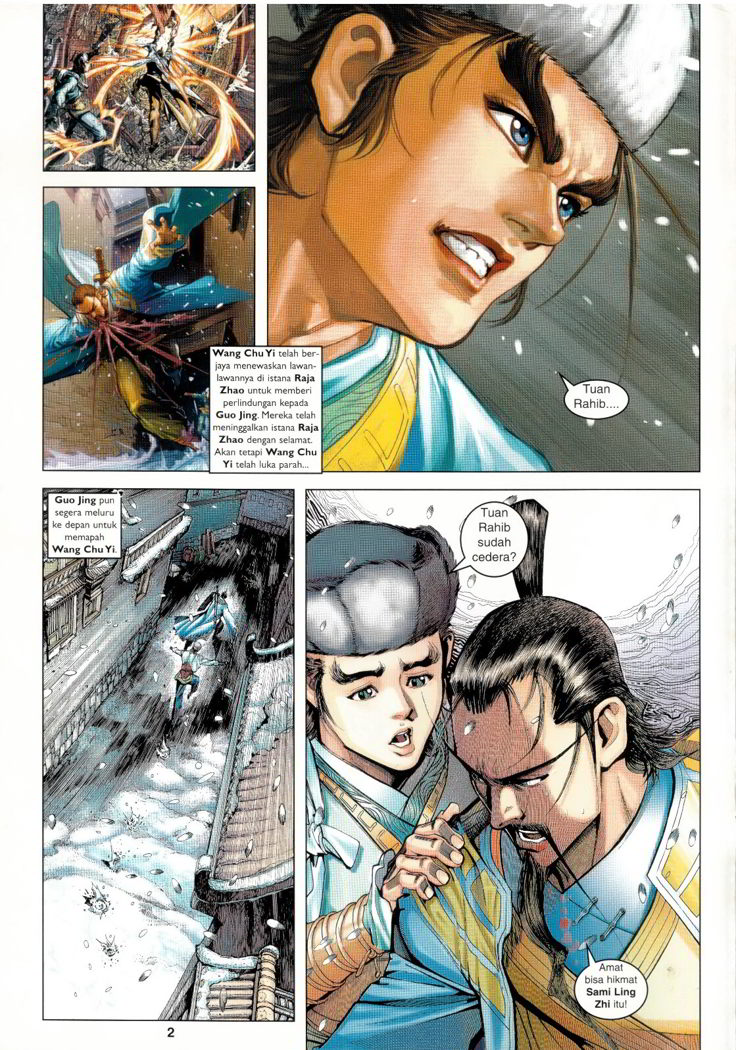 Wang Chu Yi telah ber-
jaya menewaskan lawan-
lawannya di istana Raja
Zhao untuk memberi
perlindungan kepada
Guo Jing. Mereka telah
meninggalkan istana Raja
Zhao dengan selamat.
Akan tetapi Wang Chu
Yi telah luka parah...
Tuan
Rahib....
Guo Jing pun
segera meluru
ke depan untuk
memapah
Wang Chu Yi.
Tuan
Rahib
sudah
cedera?
Amat
bisa hikmat
Sami Ling
Zhi itu!
2